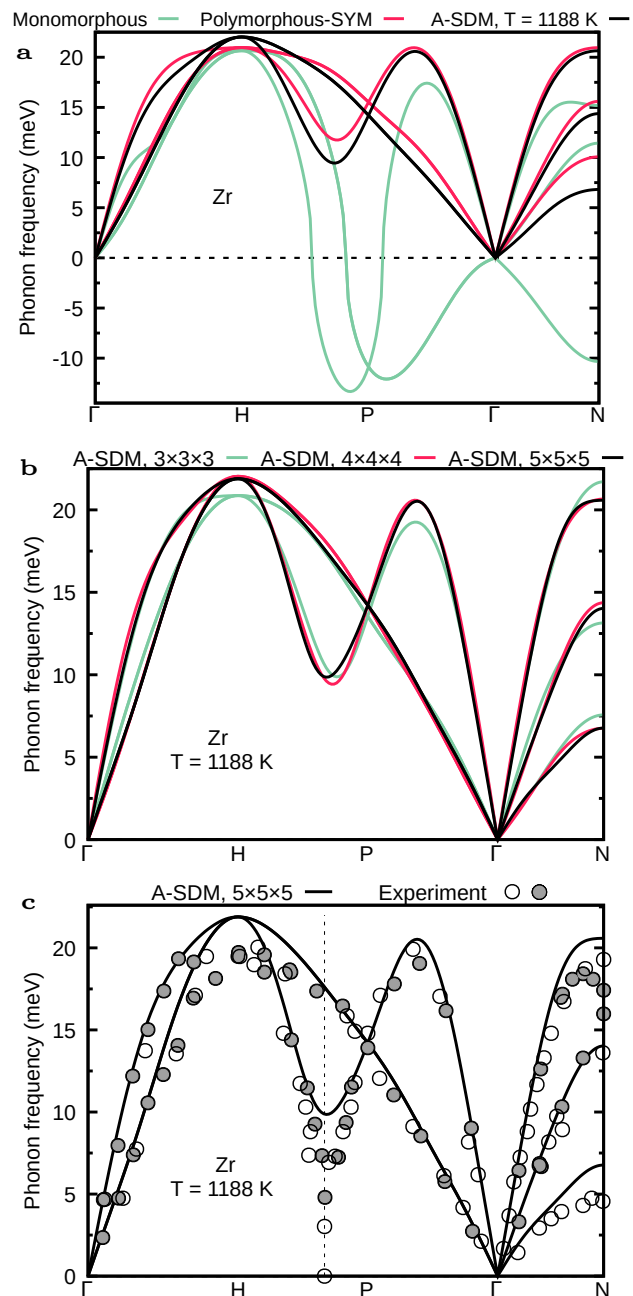 Monomorphous Polymorphous-SYM A-SDM, T = 1188 K
a
Phonon frequency (meV)
20
15
10
5
0
-5
-10
Zr
Γ H P Γ N
b
A-SDM, 3×3×3 A-SDM, 4×4×4 A-SDM, 5×5×5
Phonon frequency (meV)
20
15
10
5
0
Zr
T = 1188 K
Γ H P Γ N
c
A-SDM, 5×5×5 Experiment
Phonon frequency (meV)
20
15
10
5
0
Zr
T = 1188 K
Γ H P Γ N